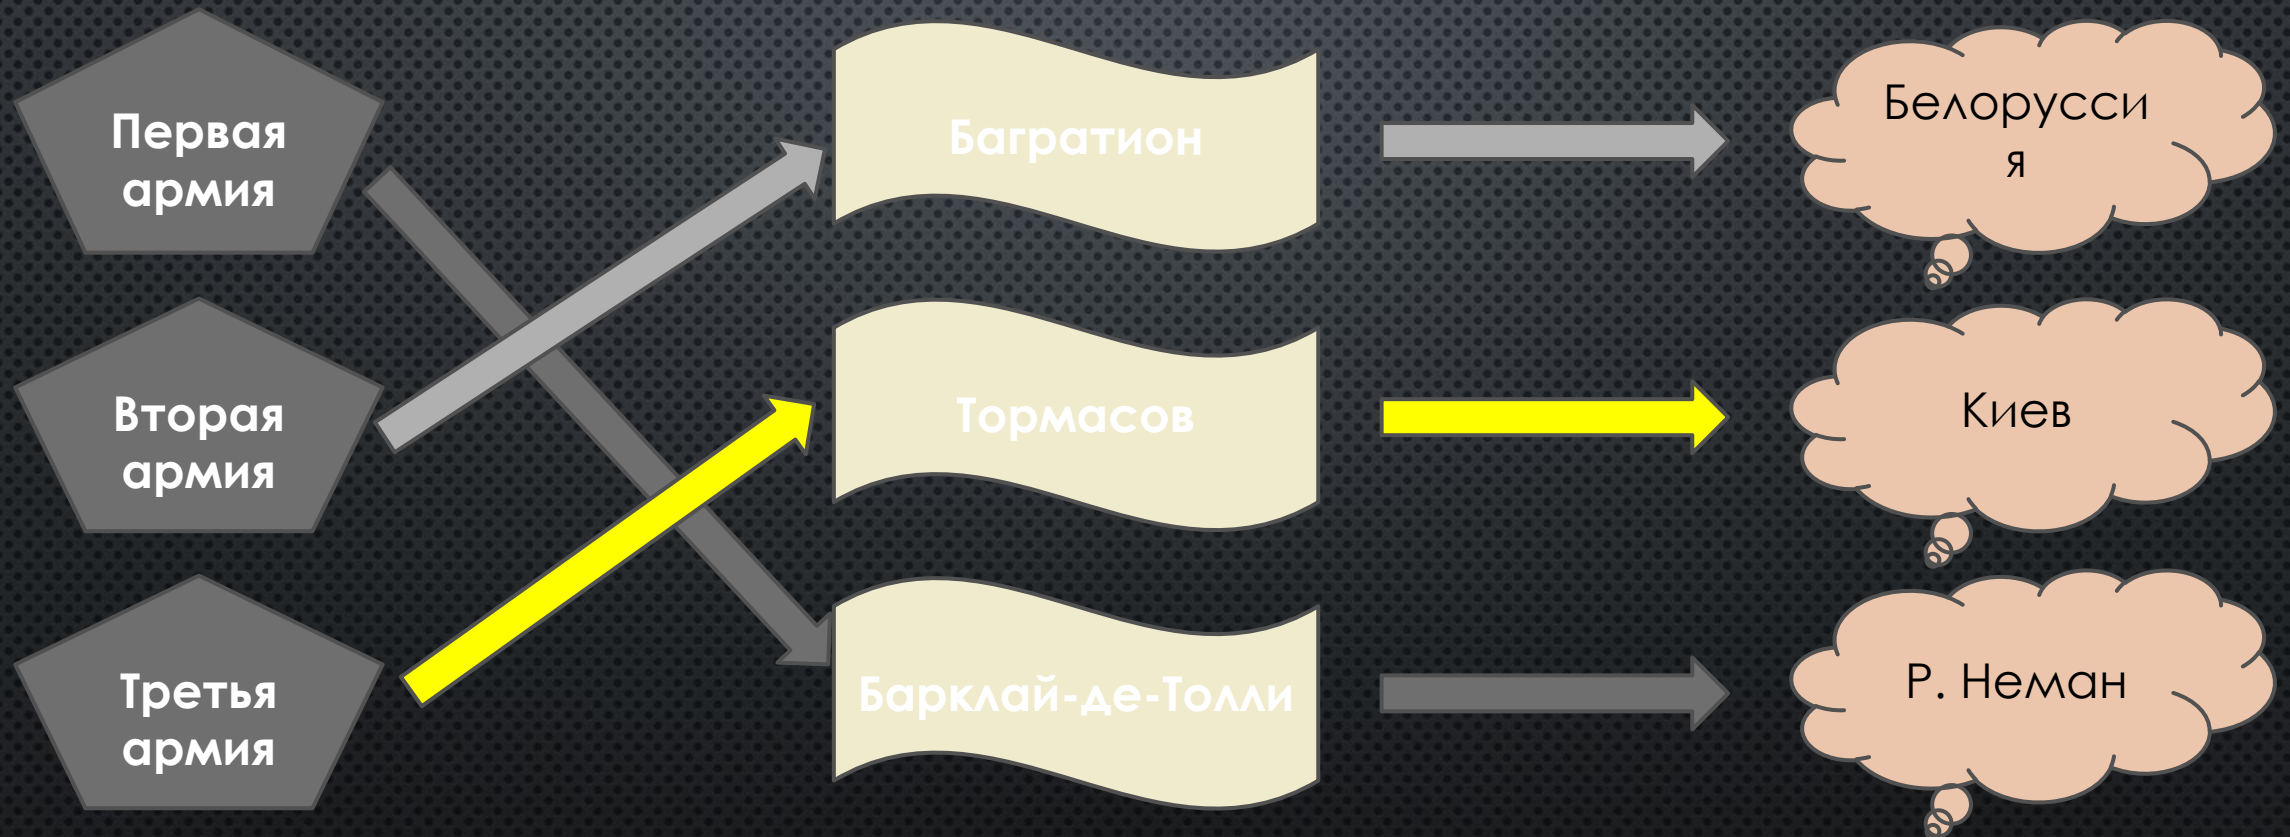 Первая
армия
Багратион
Белорусси
я
Вторая
армия
Тормасов
Киев
Третья
армия
Барклай-де-Толли
Р. Неман